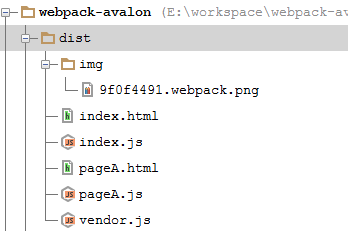 webpack-avalon (E:\workspace\webpack-av
dist
img
9f0f4491.webpack.png
index.html
index.js
pageA.html
pageA.js
vendor.js